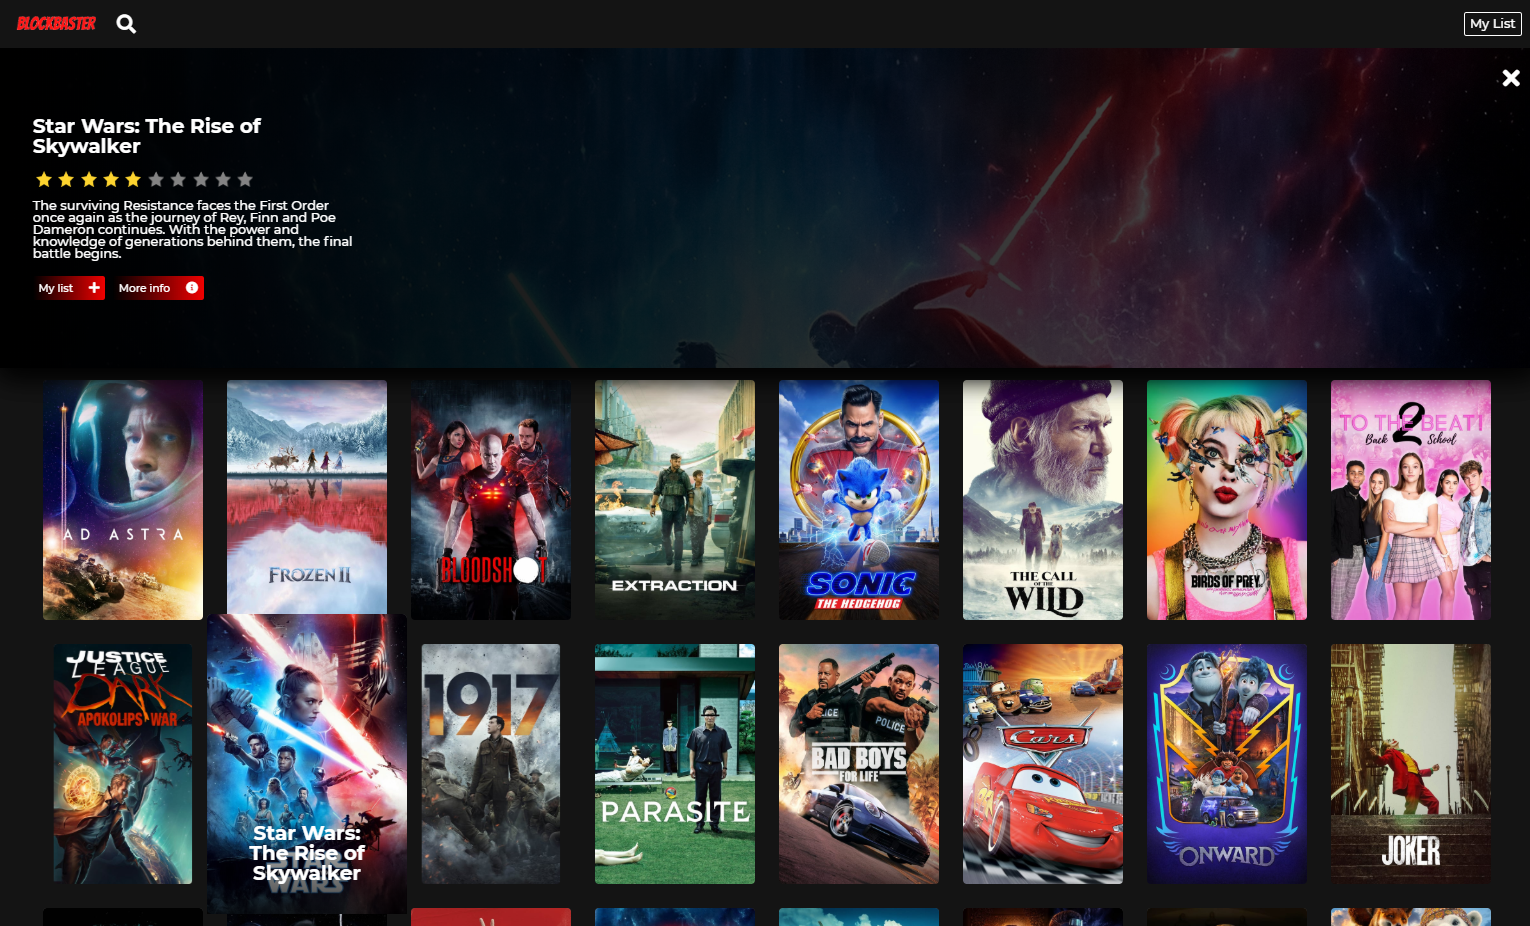 BLOCKBASTER
My List
Star Wars: The Rise of
Skywalker
The surviving Resistance faces the First Order
once again as the journey of Rey, Finn and Poe
Dameron continues. With the power and
knowledge of generations behind them, the final
battle begins.
My list
More info
AD ASTRA
FROZEN II
BLOODSHOT
EXTRACTION
SONIC
THE HEDGEHOG
THE CALL
OF THE
WILD
BIRDS OF PREY
TO THE BEAT!
Back 2 School
JUSTICE
LEAGUE
DARK
APOKOLIPS WAR
Star Wars:
The Rise of
Skywalker
STAR
WARS
1917
PARASITE
POLICE
POLICE
BAD BOYS
FOR LIFE
Cars
ONWARD
JOKER